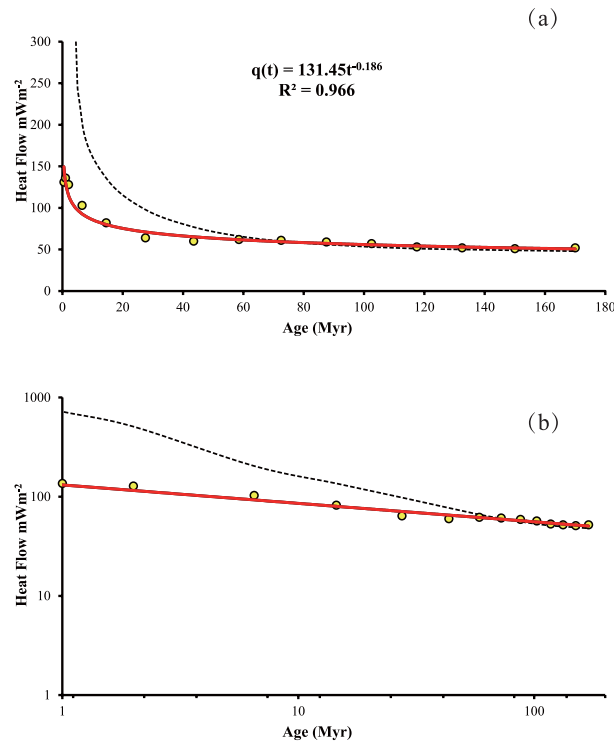 (a)
300
250
200
150
100
50
0
Heat Flow mWm⁻²
q(t) = 131.45t⁻⁰·¹⁸⁶
R² = 0.966
0 20 40 60 80 100 120 140 160 180
Age (Myr)
(b)
1000
100
10
1
Heat Flow mWm⁻²
1 10 100
Age (Myr)